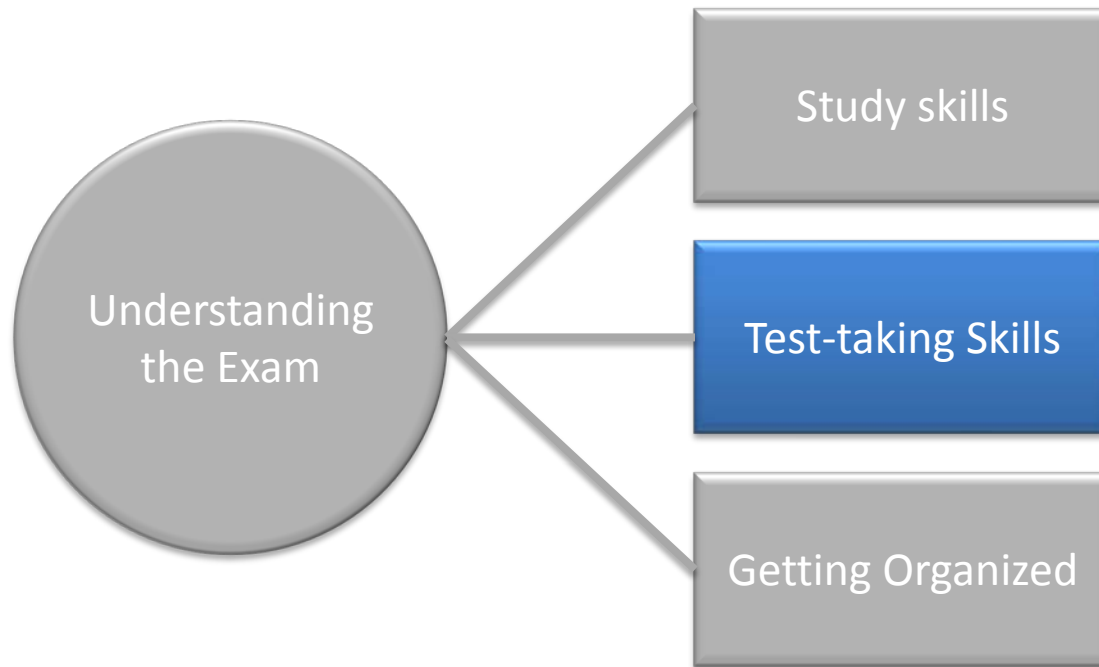 Study skills
Understanding
the Exam
Test-taking Skills
Getting Organized